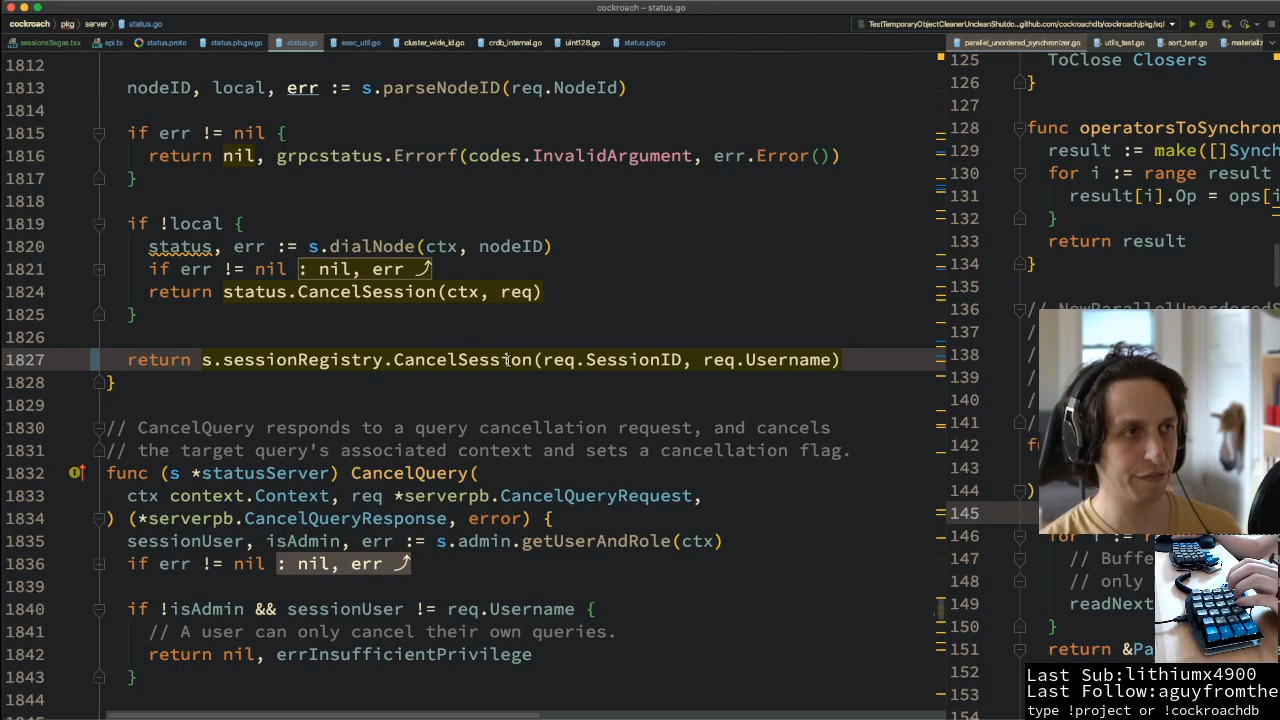 cockroach – status.go
cockroach › pkg › server › status.go
TestTemporaryObjectCleanerUncleanShutdo...github.com/cockroachdb/cockroach/pkg/sql
sessionsSagas.tsx api.ts status.proto status.pb.gw.go status.go exec_util.go cluster_wide_id.go crdb_internal.go uint128.go status.pb.go
1812
1813 nodeID, local, err := s.parseNodeID(req.NodeId)
1814
1815 if err != nil {
1816 return nil, grpcstatus.Errorf(codes.InvalidArgument, err.Error())
1817 }
1818
1819 if !local {
1820 status, err := s.dialNode(ctx, nodeID)
1821 if err != nil : nil, err
1824 return status.CancelSession(ctx, req)
1825 }
1826
1827 return s.sessionRegistry.CancelSession(req.SessionID, req.Username)
1828 }
1829
1830 // CancelQuery responds to a query cancellation request, and cancels
1831 // the target query's associated context and sets a cancellation flag.
1832 func (s *statusServer) CancelQuery(
1833 ctx context.Context, req *serverpb.CancelQueryRequest,
1834 ) (*serverpb.CancelQueryResponse, error) {
1835 sessionUser, isAdmin, err := s.admin.getUserAndRole(ctx)
1836 if err != nil : nil, err
1839
1840 if !isAdmin && sessionUser != req.Username {
1841 // A user can only cancel their own queries.
1842 return nil, errInsufficientPrivilege
1843 }
1844
parallel_unordered_synchronizer.go utils_test.go sort_test.go materializ
125 ToClose Closers
126 }
127
128 func operatorsToSynchron
129 result := make([]Synch
130 for i := range result
131 result[i].Op = ops[i
132 }
133 return result
134 }
135
136 // NewParallelUnorderedS
137 /
138 /
139 /
140 /
141 /
142 fu
143
144 )
145
146 for i
147 // Buffe
148 // only
149 readNext
150 }
151 return &Pa
152
153
154
Last Sub:lithiumx4900
Last Follow:aguyfromthe
type !project or !cockroachdb